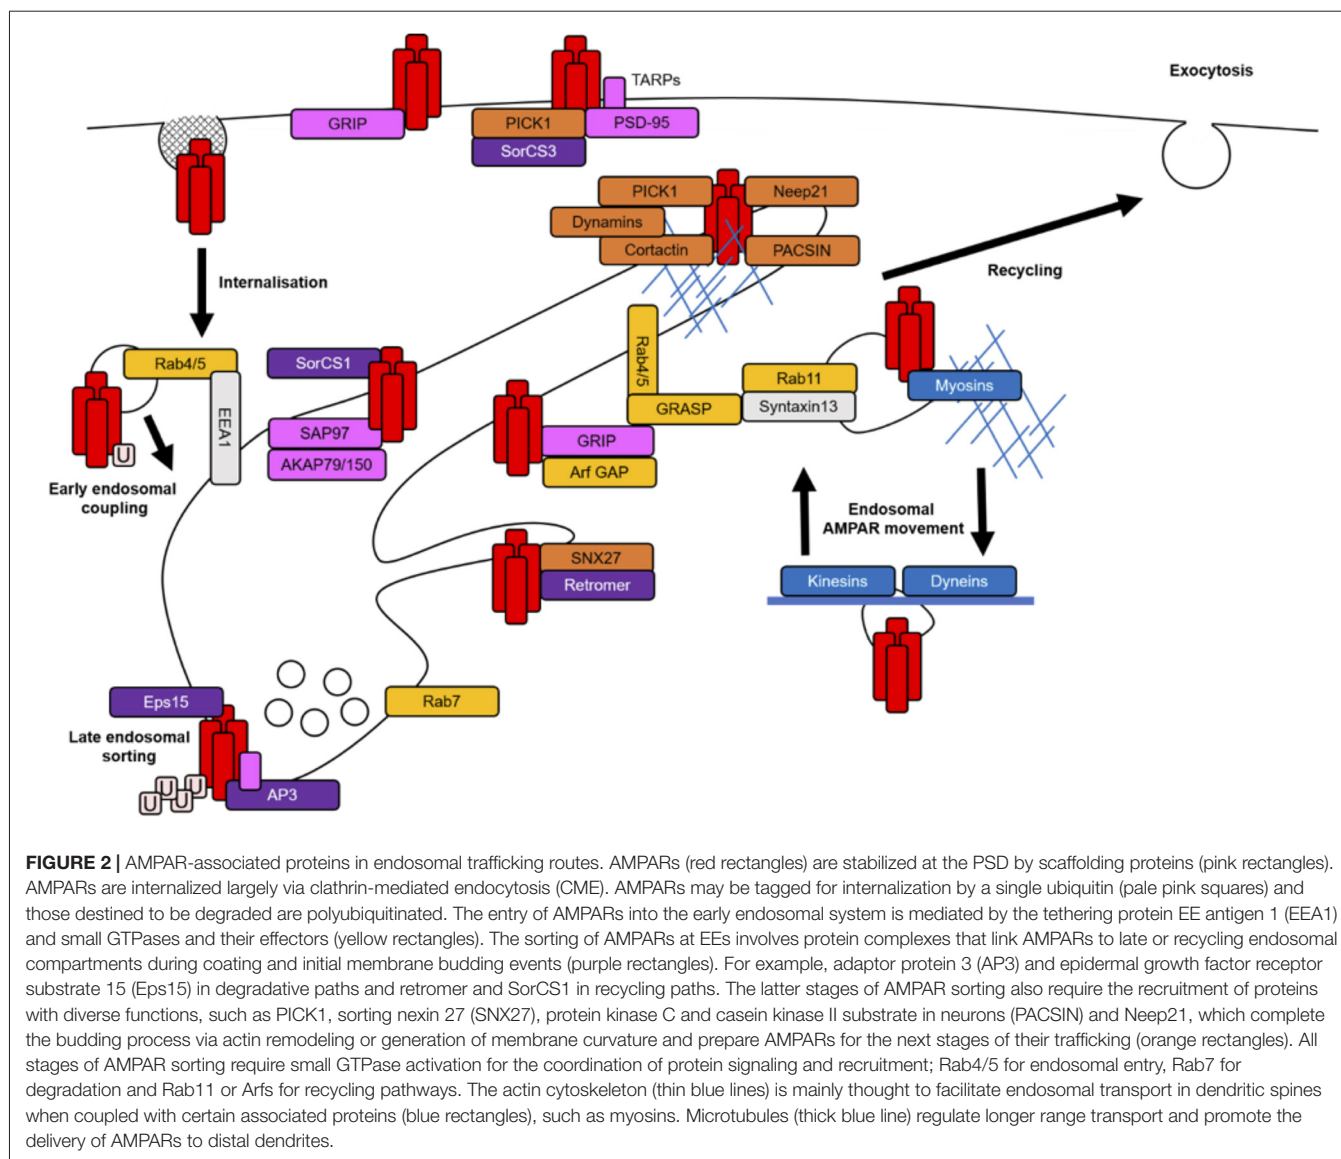 Exocytosis
TARPs
GRIP
PICK1
PSD-95
SorCS3
PICK1
Neep21
Dynamins
Cortactin
PACSIN
Internalisation
Recycling
Rab4/5
SorCS1
EEA1
SAP97
AKAP79/150
U
Early endosomal
coupling
Rab4/5
GRASP
Rab11
Syntaxin13
Myosins
GRIP
Arf GAP
Endosomal
AMPAR movement
SNX27
Retromer
Kinesins
Dyneins
Eps15
Rab7
Late endosomal
sorting
AP3
U
U
U
U
FIGURE 2 | AMPAR-associated proteins in endosomal trafficking routes. AMPARs (red rectangles) are stabilized at the PSD by scaffolding proteins (pink rectangles).
AMPARs are internalized largely via clathrin-mediated endocytosis (CME). AMPARs may be tagged for internalization by a single ubiquitin (pale pink squares) and
those destined to be degraded are polyubiquitinated. The entry of AMPARs into the early endosomal system is mediated by the tethering protein EE antigen 1 (EEA1)
and small GTPases and their effectors (yellow rectangles). The sorting of AMPARs at EEs involves protein complexes that link AMPARs to late or recycling endosomal
compartments during coating and initial membrane budding events (purple rectangles). For example, adaptor protein 3 (AP3) and epidermal growth factor receptor
substrate 15 (Eps15) in degradative paths and retromer and SorCS1 in recycling paths. The latter stages of AMPAR sorting also require the recruitment of proteins
with diverse functions, such as PICK1, sorting nexin 27 (SNX27), protein kinase C and casein kinase II substrate in neurons (PACSIN) and Neep21, which complete
the budding process via actin remodeling or generation of membrane curvature and prepare AMPARs for the next stages of their trafficking (orange rectangles). All
stages of AMPAR sorting require small GTPase activation for the coordination of protein signaling and recruitment; Rab4/5 for endosomal entry, Rab7 for
degradation and Rab11 or Arfs for recycling pathways. The actin cytoskeleton (thin blue lines) is mainly thought to facilitate endosomal transport in dendritic spines
when coupled with certain associated proteins (blue rectangles), such as myosins. Microtubules (thick blue line) regulate longer range transport and promote the
delivery of AMPARs to distal dendrites.